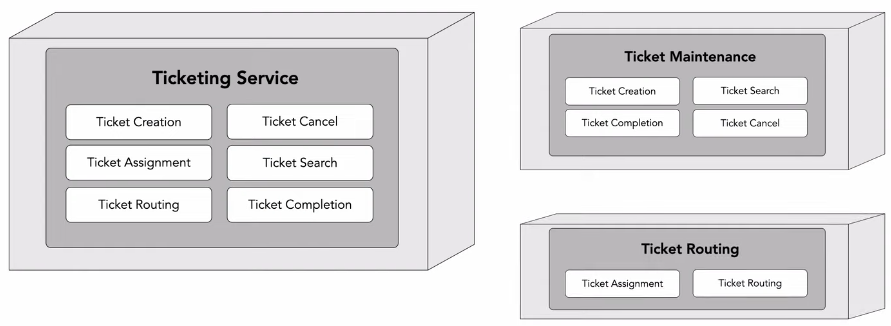 Ticketing Service
Ticket Creation
Ticket Cancel
Ticket Assignment
Ticket Search
Ticket Routing
Ticket Completion
Ticket Maintenance
Ticket Creation
Ticket Search
Ticket Completion
Ticket Cancel
Ticket Routing
Ticket Assignment
Ticket Routing